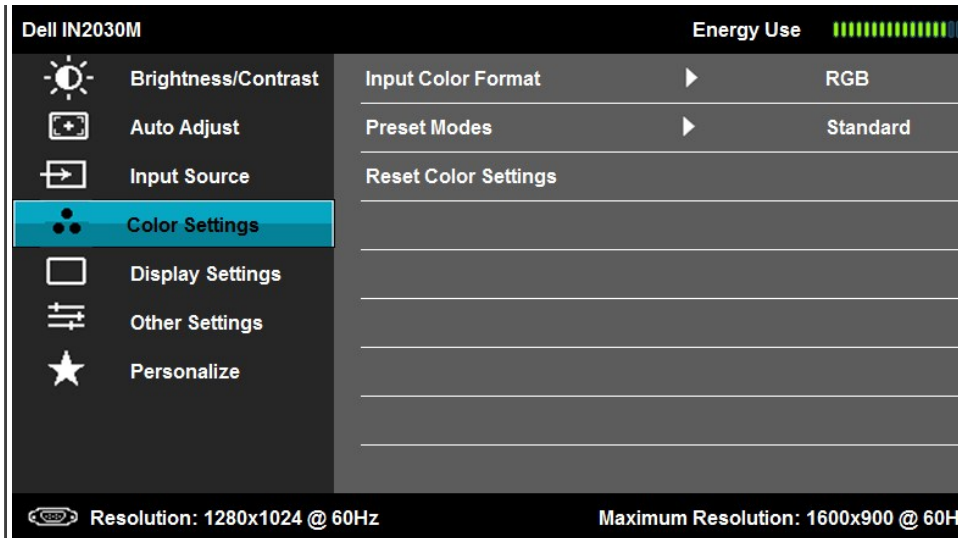 Dell IN2030M Energy Use
Brightness/Contrast Input Color Format RGB
Auto Adjust Preset Modes Standard
Input Source Reset Color Settings
Color Settings
Display Settings
Other Settings
Personalize
Resolution: 1280x1024 @ 60Hz Maximum Resolution: 1600x900 @ 60H